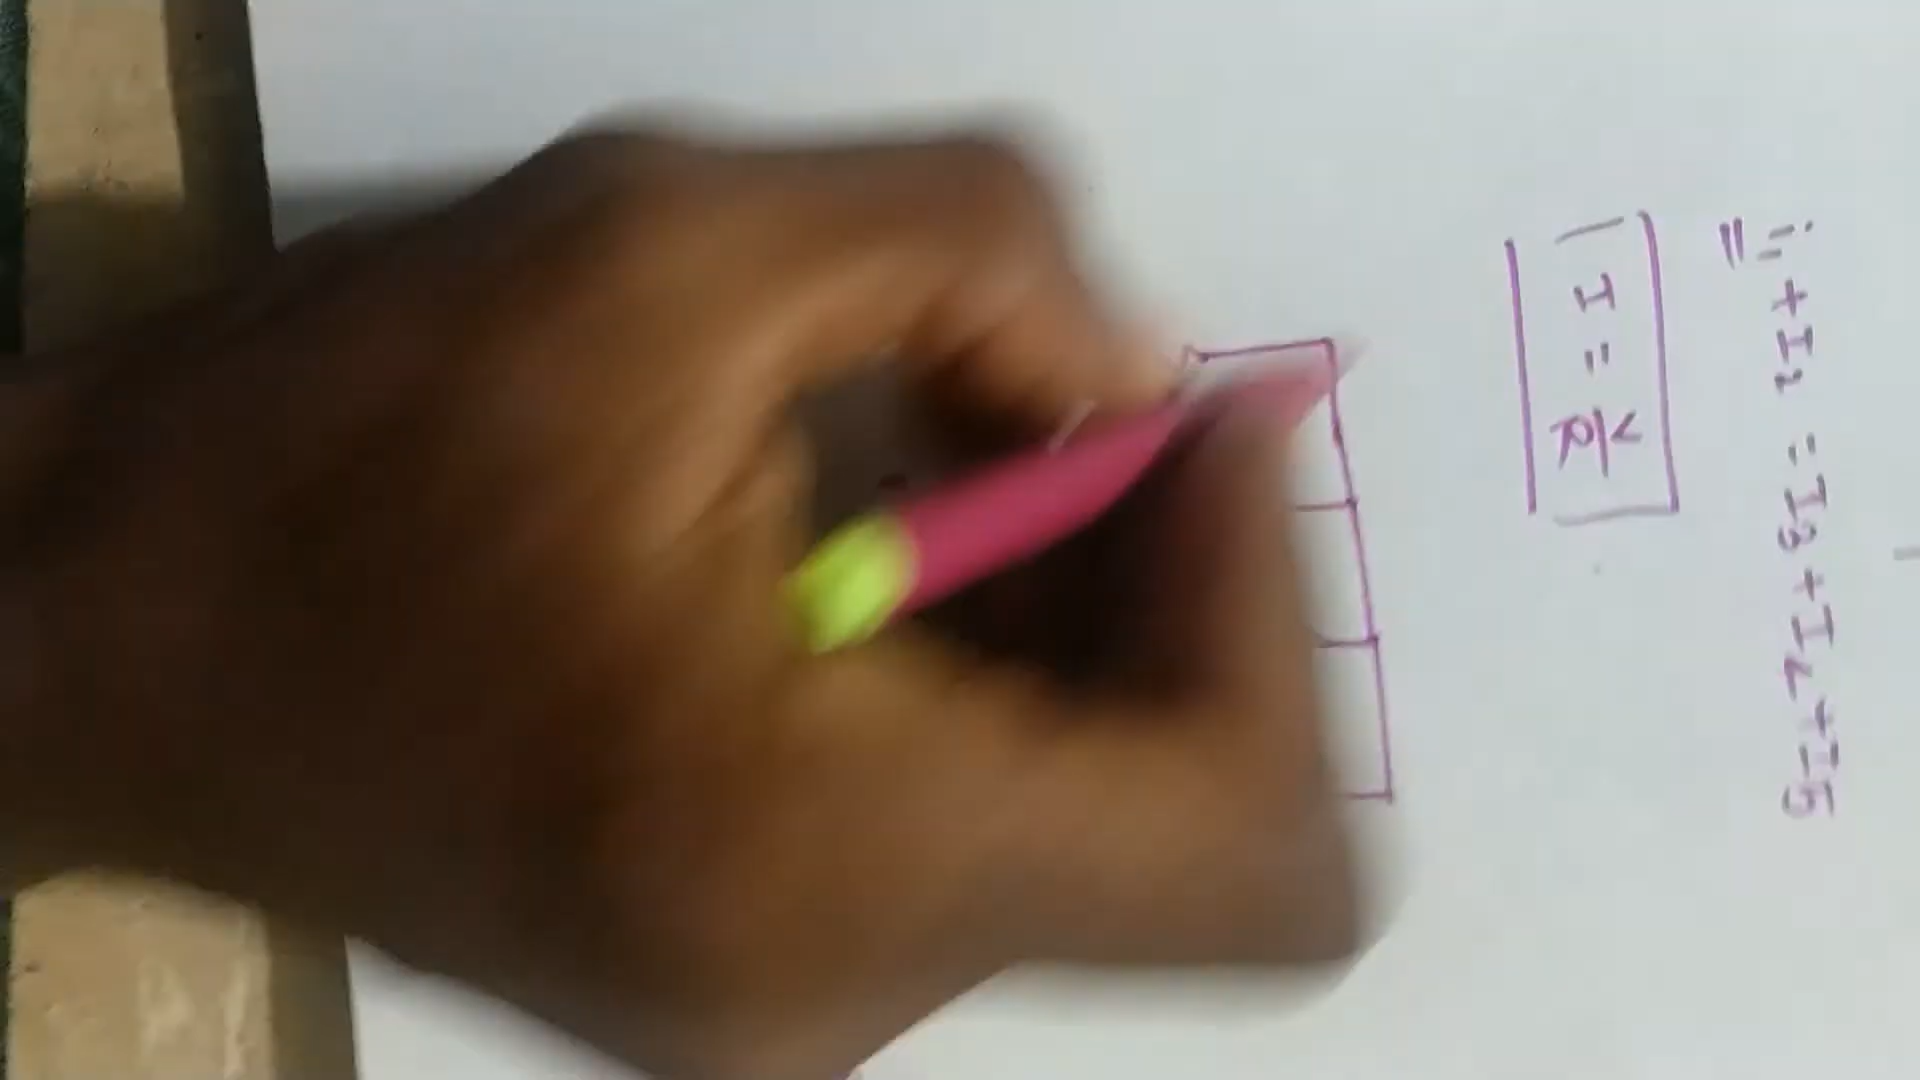 i₁ + I₂ = I₃ + I₄ + I₅
I = V/R